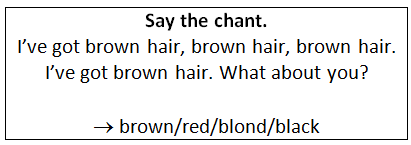 Say the chant.
I’ve got brown hair, brown hair, brown hair.
I’ve got brown hair. What about you?
→ brown/red/blond/black